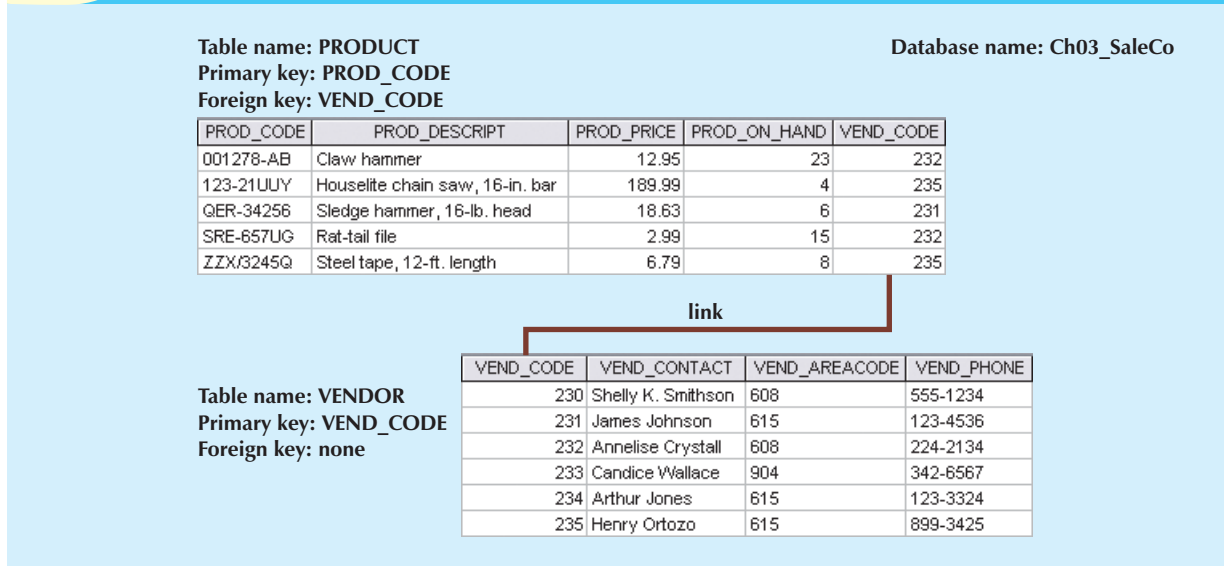 Table name: PRODUCT
Database name: Ch03_SaleCo
Primary key: PROD_CODE
Foreign key: VEND_CODE
PROD_CODE PROD_DESCRIPT PROD_PRICE PROD_ON_HAND VEND_CODE
001278-AB Claw hammer 12.95 23 232
123-21UUY Houselite chain saw, 16-in. bar 189.99 4 235
QER-34256 Sledge hammer, 16-lb. head 18.63 6 231
SRE-657UG Rat-tail file 2.99 15 232
ZZX/3245Q Steel tape, 12-ft. length 6.79 8 235
link
Table name: VENDOR
Primary key: VEND_CODE
Foreign key: none
VEND_CODE VEND_CONTACT VEND_AREACODE VEND_PHONE
230 Shelly K. Smithson 608 555-1234
231 James Johnson 615 123-4536
232 Annelise Crystall 608 224-2134
233 Candice Wallace 904 342-6567
234 Arthur Jones 615 123-3324
235 Henry Ortozo 615 899-3425